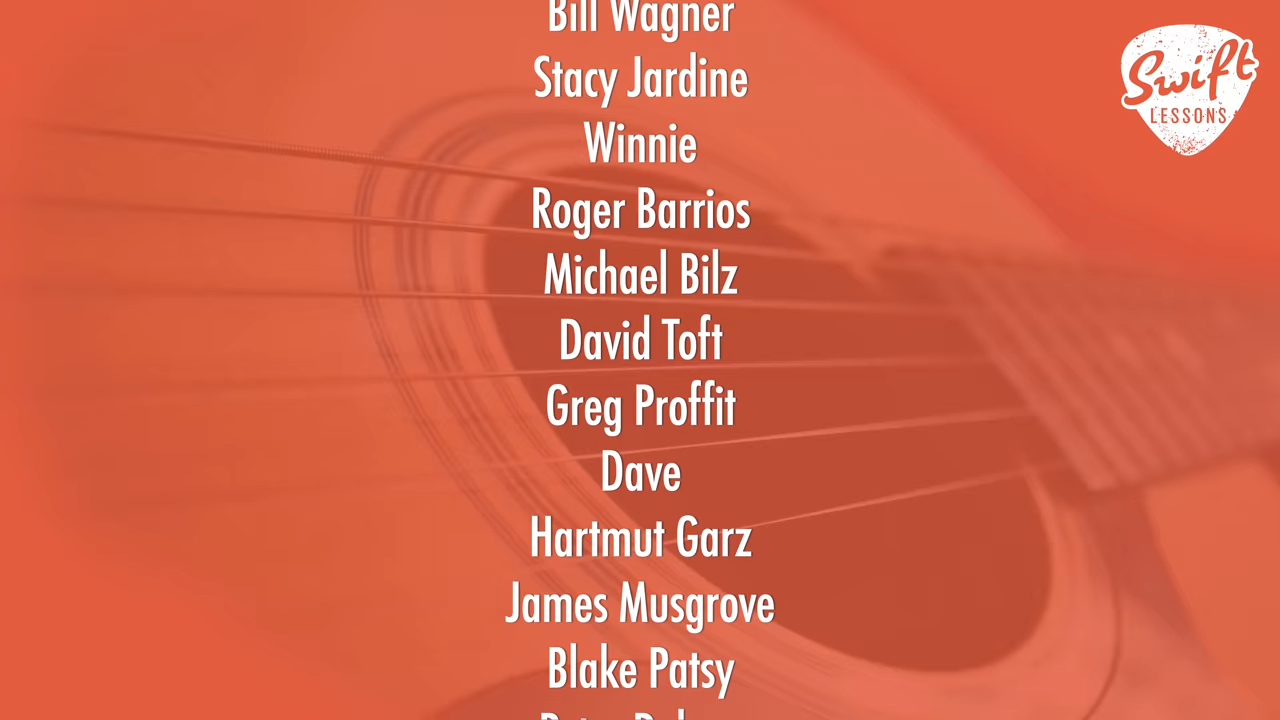 Bill Wagner
Stacy Jardine
Winnie
Roger Barrios
Michael Bilz
David Toft
Greg Proffit
Dave
Hartmut Garz
James Musgrove
Blake Patsy
Swift
LESSONS